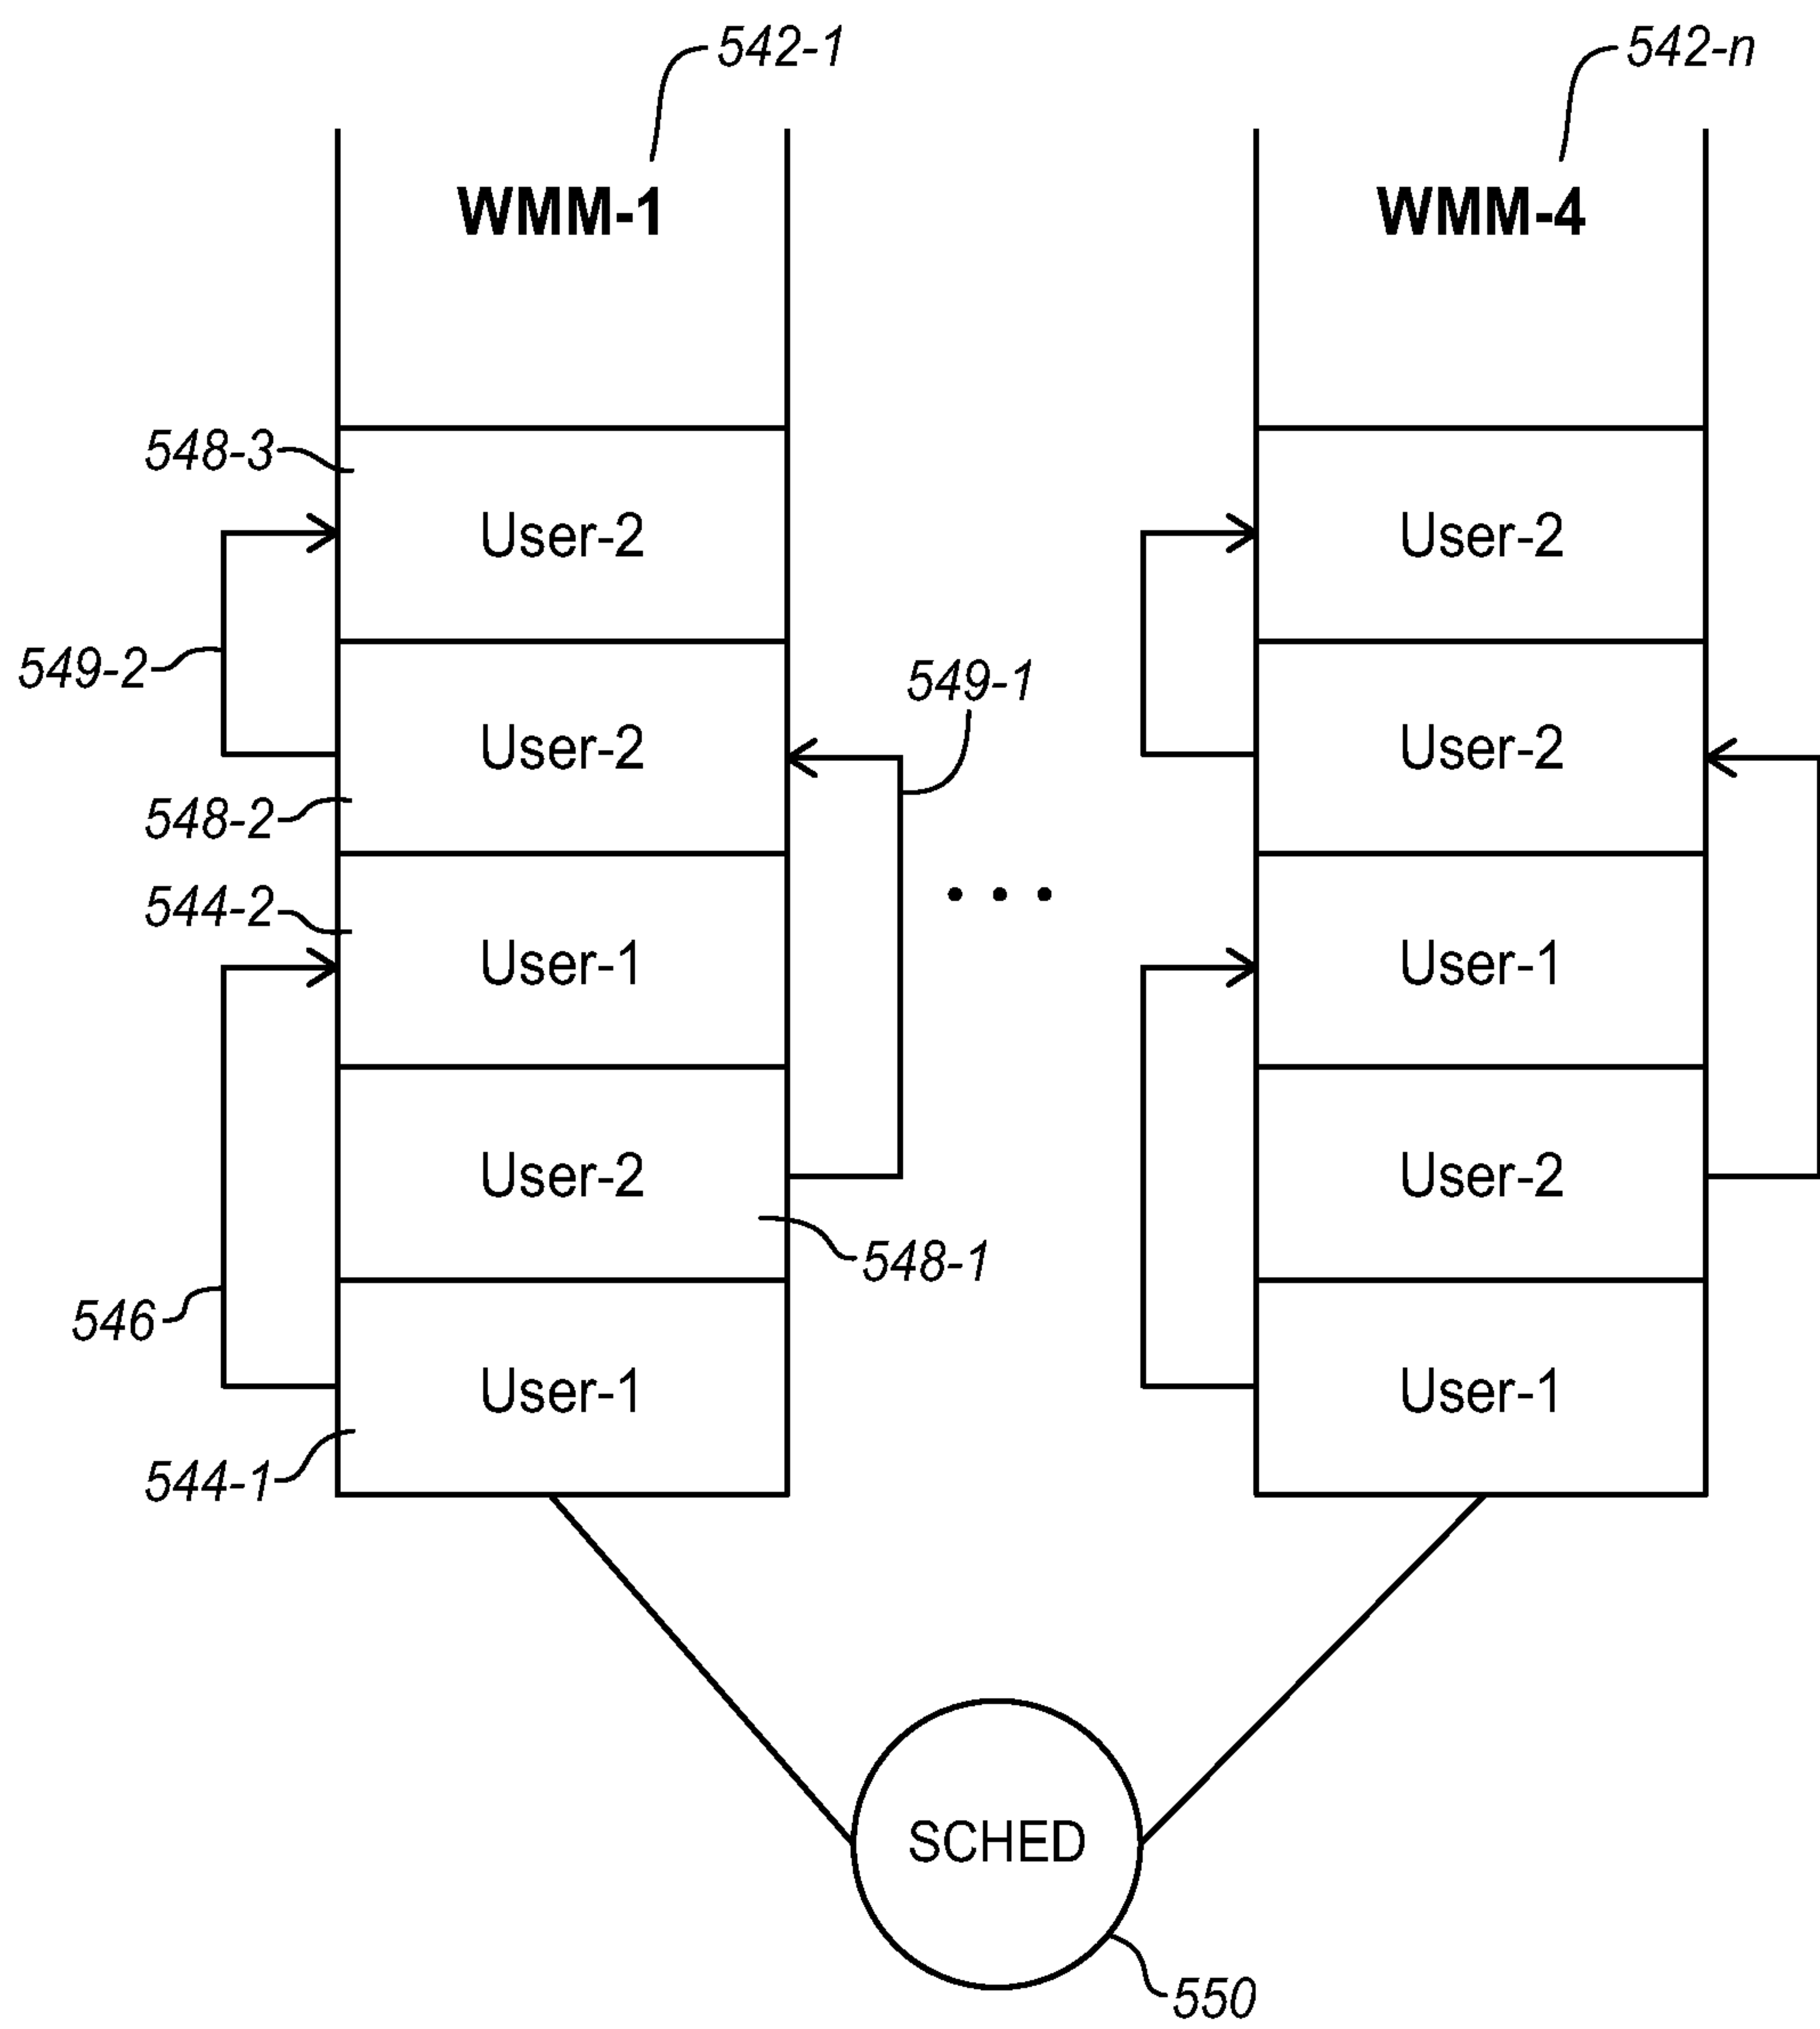 542-1
542-n
WMM-1
WMM-4
548-3
User-2
User-2
549-2
549-1
User-2
User-2
548-2
544-2
. . .
User-1
User-1
User-2
User-2
548-1
546
User-1
User-1
544-1
SCHED
550